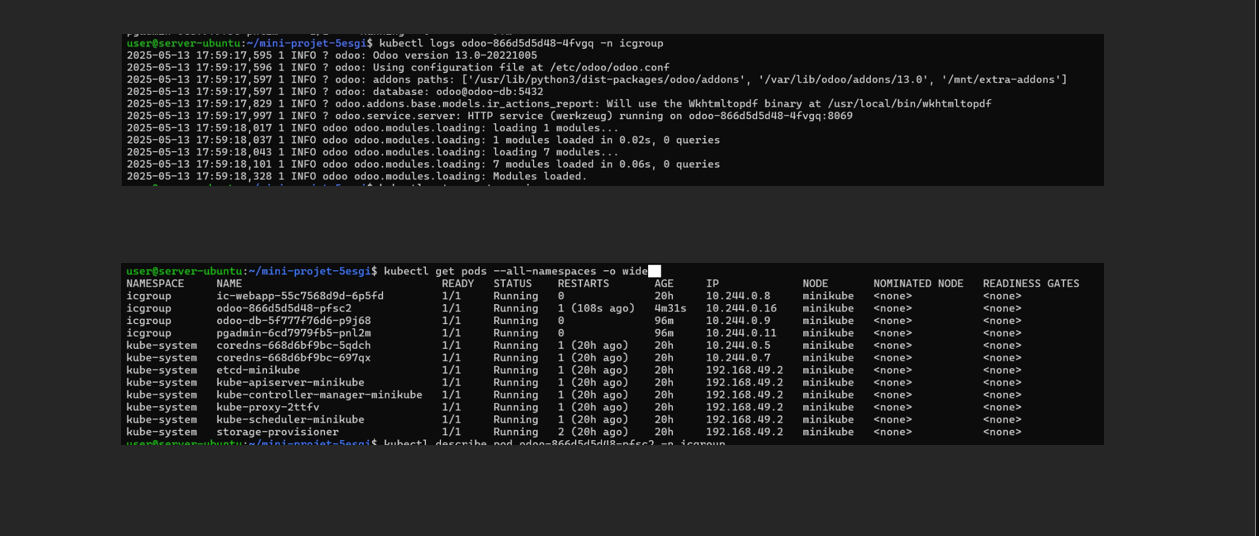 user@server-ubuntu:~/mini-projet-5esgi$ kubectl logs odoo-866d5d5d48-4fvgq -n icgroup
2025-05-13 17:59:17,595 1 INFO ? odoo: Odoo version 13.0-20221005
2025-05-13 17:59:17,596 1 INFO ? odoo: Using configuration file at /etc/odoo/odoo.conf
2025-05-13 17:59:17,597 1 INFO ? odoo: addons paths: ['/usr/lib/python3/dist-packages/odoo/addons', '/var/lib/odoo/addons/13.0', '/mnt/extra-addons']
2025-05-13 17:59:17,597 1 INFO ? odoo: database: odoo@odoo-db:5432
2025-05-13 17:59:17,829 1 INFO ? odoo.addons.base.models.ir_actions_report: Will use the Wkhtmltopdf binary at /usr/local/bin/wkhtmltopdf
2025-05-13 17:59:17,997 1 INFO ? odoo.service.server: HTTP service (werkzeug) running on odoo-866d5d5d48-4fvgq:8069
2025-05-13 17:59:18,017 1 INFO odoo odoo.modules.loading: loading 1 modules...
2025-05-13 17:59:18,037 1 INFO odoo odoo.modules.loading: 1 modules loaded in 0.02s, 0 queries
2025-05-13 17:59:18,043 1 INFO odoo odoo.modules.loading: loading 7 modules...
2025-05-13 17:59:18,101 1 INFO odoo odoo.modules.loading: 7 modules loaded in 0.06s, 0 queries
2025-05-13 17:59:18,328 1 INFO odoo odoo.modules.loading: Modules loaded.
user@server-ubuntu:~/mini-projet-5esgi$ kubectl get pods --all-namespaces -o wide
NAMESPACE NAME READY STATUS RESTARTS AGE IP NODE NOMINATED NODE READINESS GATES
icgroup ic-webapp-55c7568d9d-6p5fd 1/1 Running 0 20h 10.244.0.8 minikube <none> <none>
icgroup odoo-866d5d5d48-pfsc2 1/1 Running 1 (108s ago) 4m31s 10.244.0.16 minikube <none> <none>
icgroup odoo-db-5f777f76d6-p9j68 1/1 Running 0 96m 10.244.0.9 minikube <none> <none>
icgroup pgadmin-6cd7979fb5-pnl2m 1/1 Running 0 96m 10.244.0.11 minikube <none> <none>
kube-system coredns-668d6bf9bc-5qdch 1/1 Running 1 (20h ago) 20h 10.244.0.5 minikube <none> <none>
kube-system coredns-668d6bf9bc-697qx 1/1 Running 1 (20h ago) 20h 10.244.0.7 minikube <none> <none>
kube-system etcd-minikube 1/1 Running 1 (20h ago) 20h 192.168.49.2 minikube <none> <none>
kube-system kube-apiserver-minikube 1/1 Running 1 (20h ago) 20h 192.168.49.2 minikube <none> <none>
kube-system kube-controller-manager-minikube 1/1 Running 1 (20h ago) 20h 192.168.49.2 minikube <none> <none>
kube-system kube-proxy-2ttfv 1/1 Running 1 (20h ago) 20h 192.168.49.2 minikube <none> <none>
kube-system kube-scheduler-minikube 1/1 Running 1 (20h ago) 20h 192.168.49.2 minikube <none> <none>
kube-system storage-provisioner 1/1 Running 2 (20h ago) 20h 192.168.49.2 minikube <none> <none>
user@server-ubuntu:~/mini-projet-5esgi$ kubectl describe pod odoo-866d5d5d48-pfsc2 -n icgroup